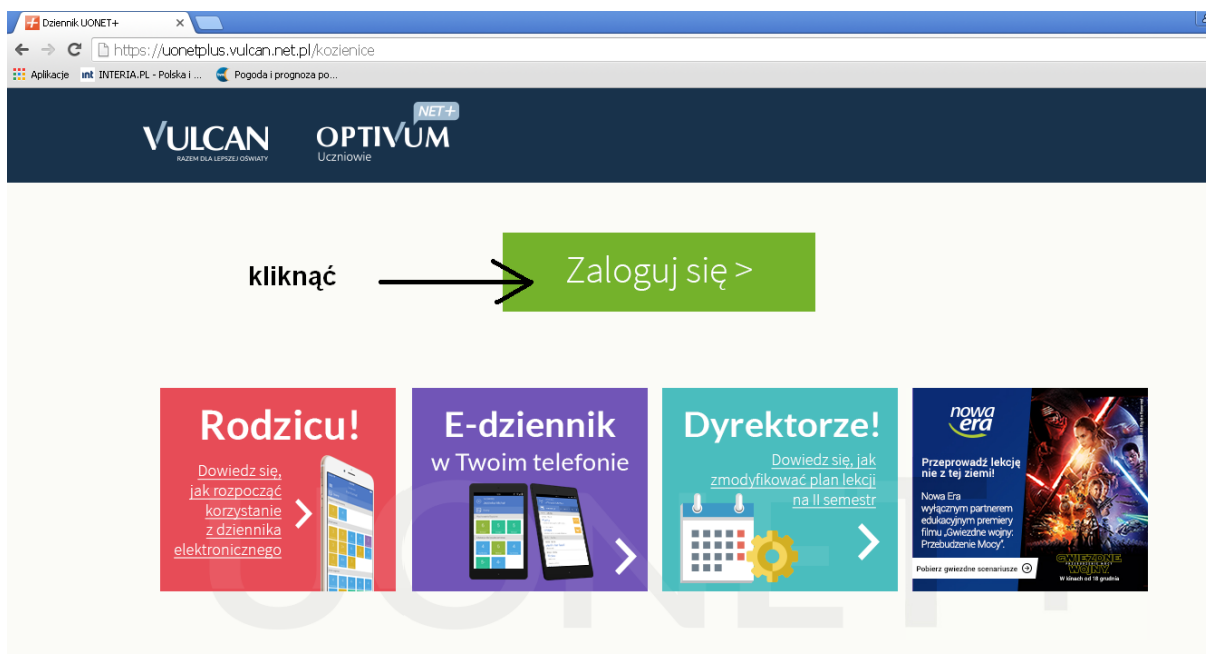 Dziennik UONET+
https://uonetplus.vulcan.net.pl/kozienice
Aplikacje
INTERIA.PL - Polska i ...
Pogoda i prognoza po...
VULCAN
RAZEM DLA LEPSZEJ OŚWIATY
NET+
OPTIVUM
Uczniowie
kliknąć
Zaloguj się >
Rodzicu!
Dowiedz się,
jak rozpocząć
korzystanie
z dziennika
elektronicznego
E-dziennik
w Twoim telefonie
Dyrektorze!
Dowiedz się, jak
zmodyfikować plan lekcji
na II semestr
nowa
era
Przeprowadź lekcję
nie z tej ziemi!
Nowa Era
wyłącznym partnerem
edukacyjnym premiery
filmu „Gwiezdne wojny:
Przebudzenie Mocy”.
Pobierz gwiezdne scenariusze
GWIEZDNE
WOJNY
W kinach od 18 grudnia
UONET+